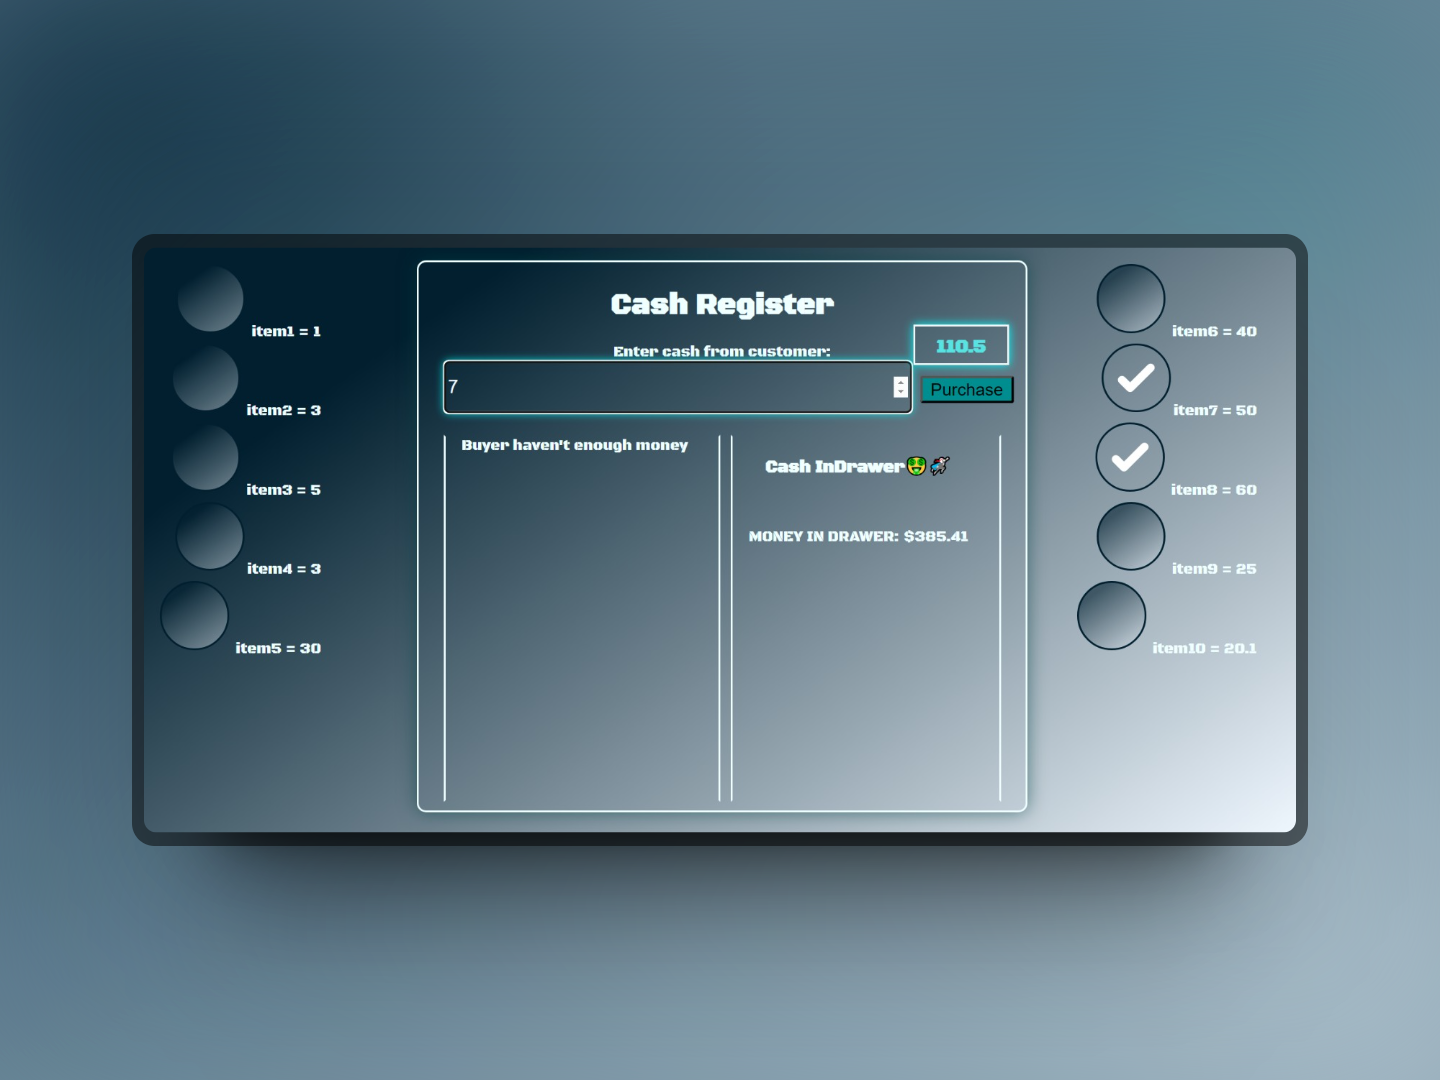 item1 = 1
item2 = 3
item3 = 5
item4 = 3
item5 = 30
Cash Register
Enter cash from customer:
110.5
7
Purchase
Buyer haven't enough money
Cash InDrawer🤑
MONEY IN DRAWER: $385.41
item6 = 40
item7 = 50
item8 = 60
item9 = 25
item10 = 20.1